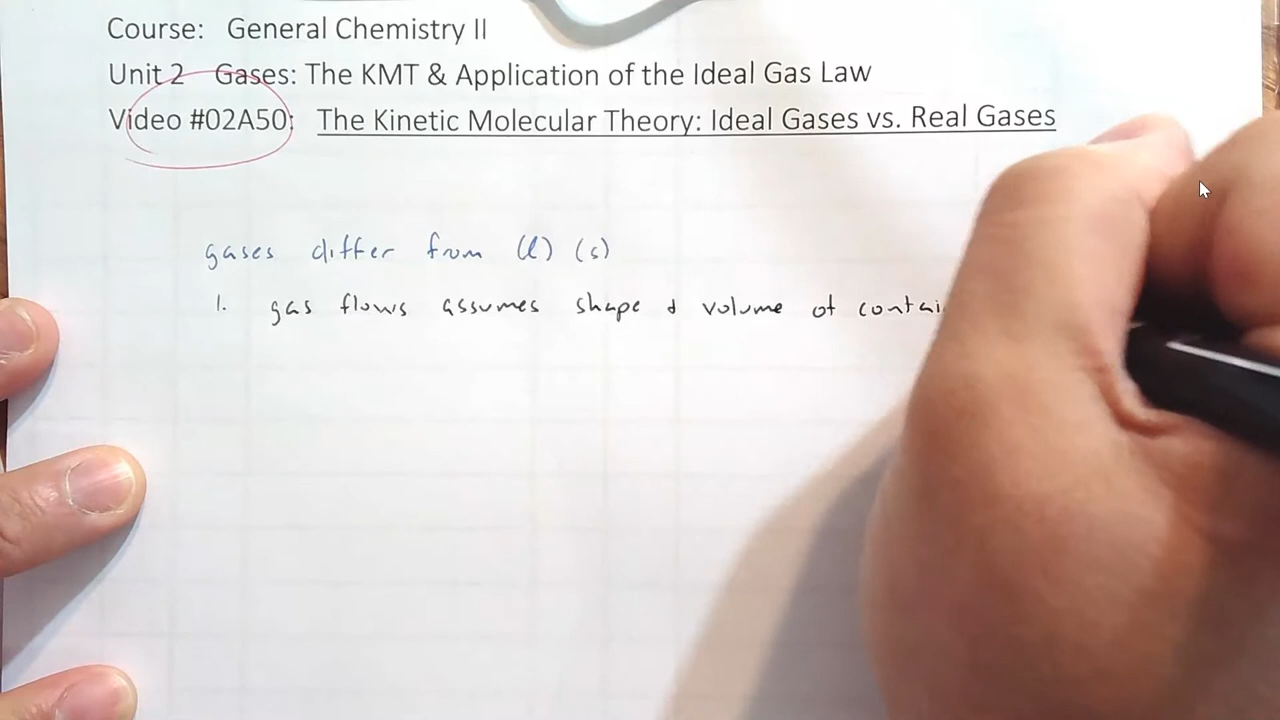 Course: General Chemistry II
Unit 2 Gases: The KMT & Application of the Ideal Gas Law
Video #02A50: The Kinetic Molecular Theory: Ideal Gases vs. Real Gases
gases differ from (l) (s)
1. gas flows assumes shape & volume of contai